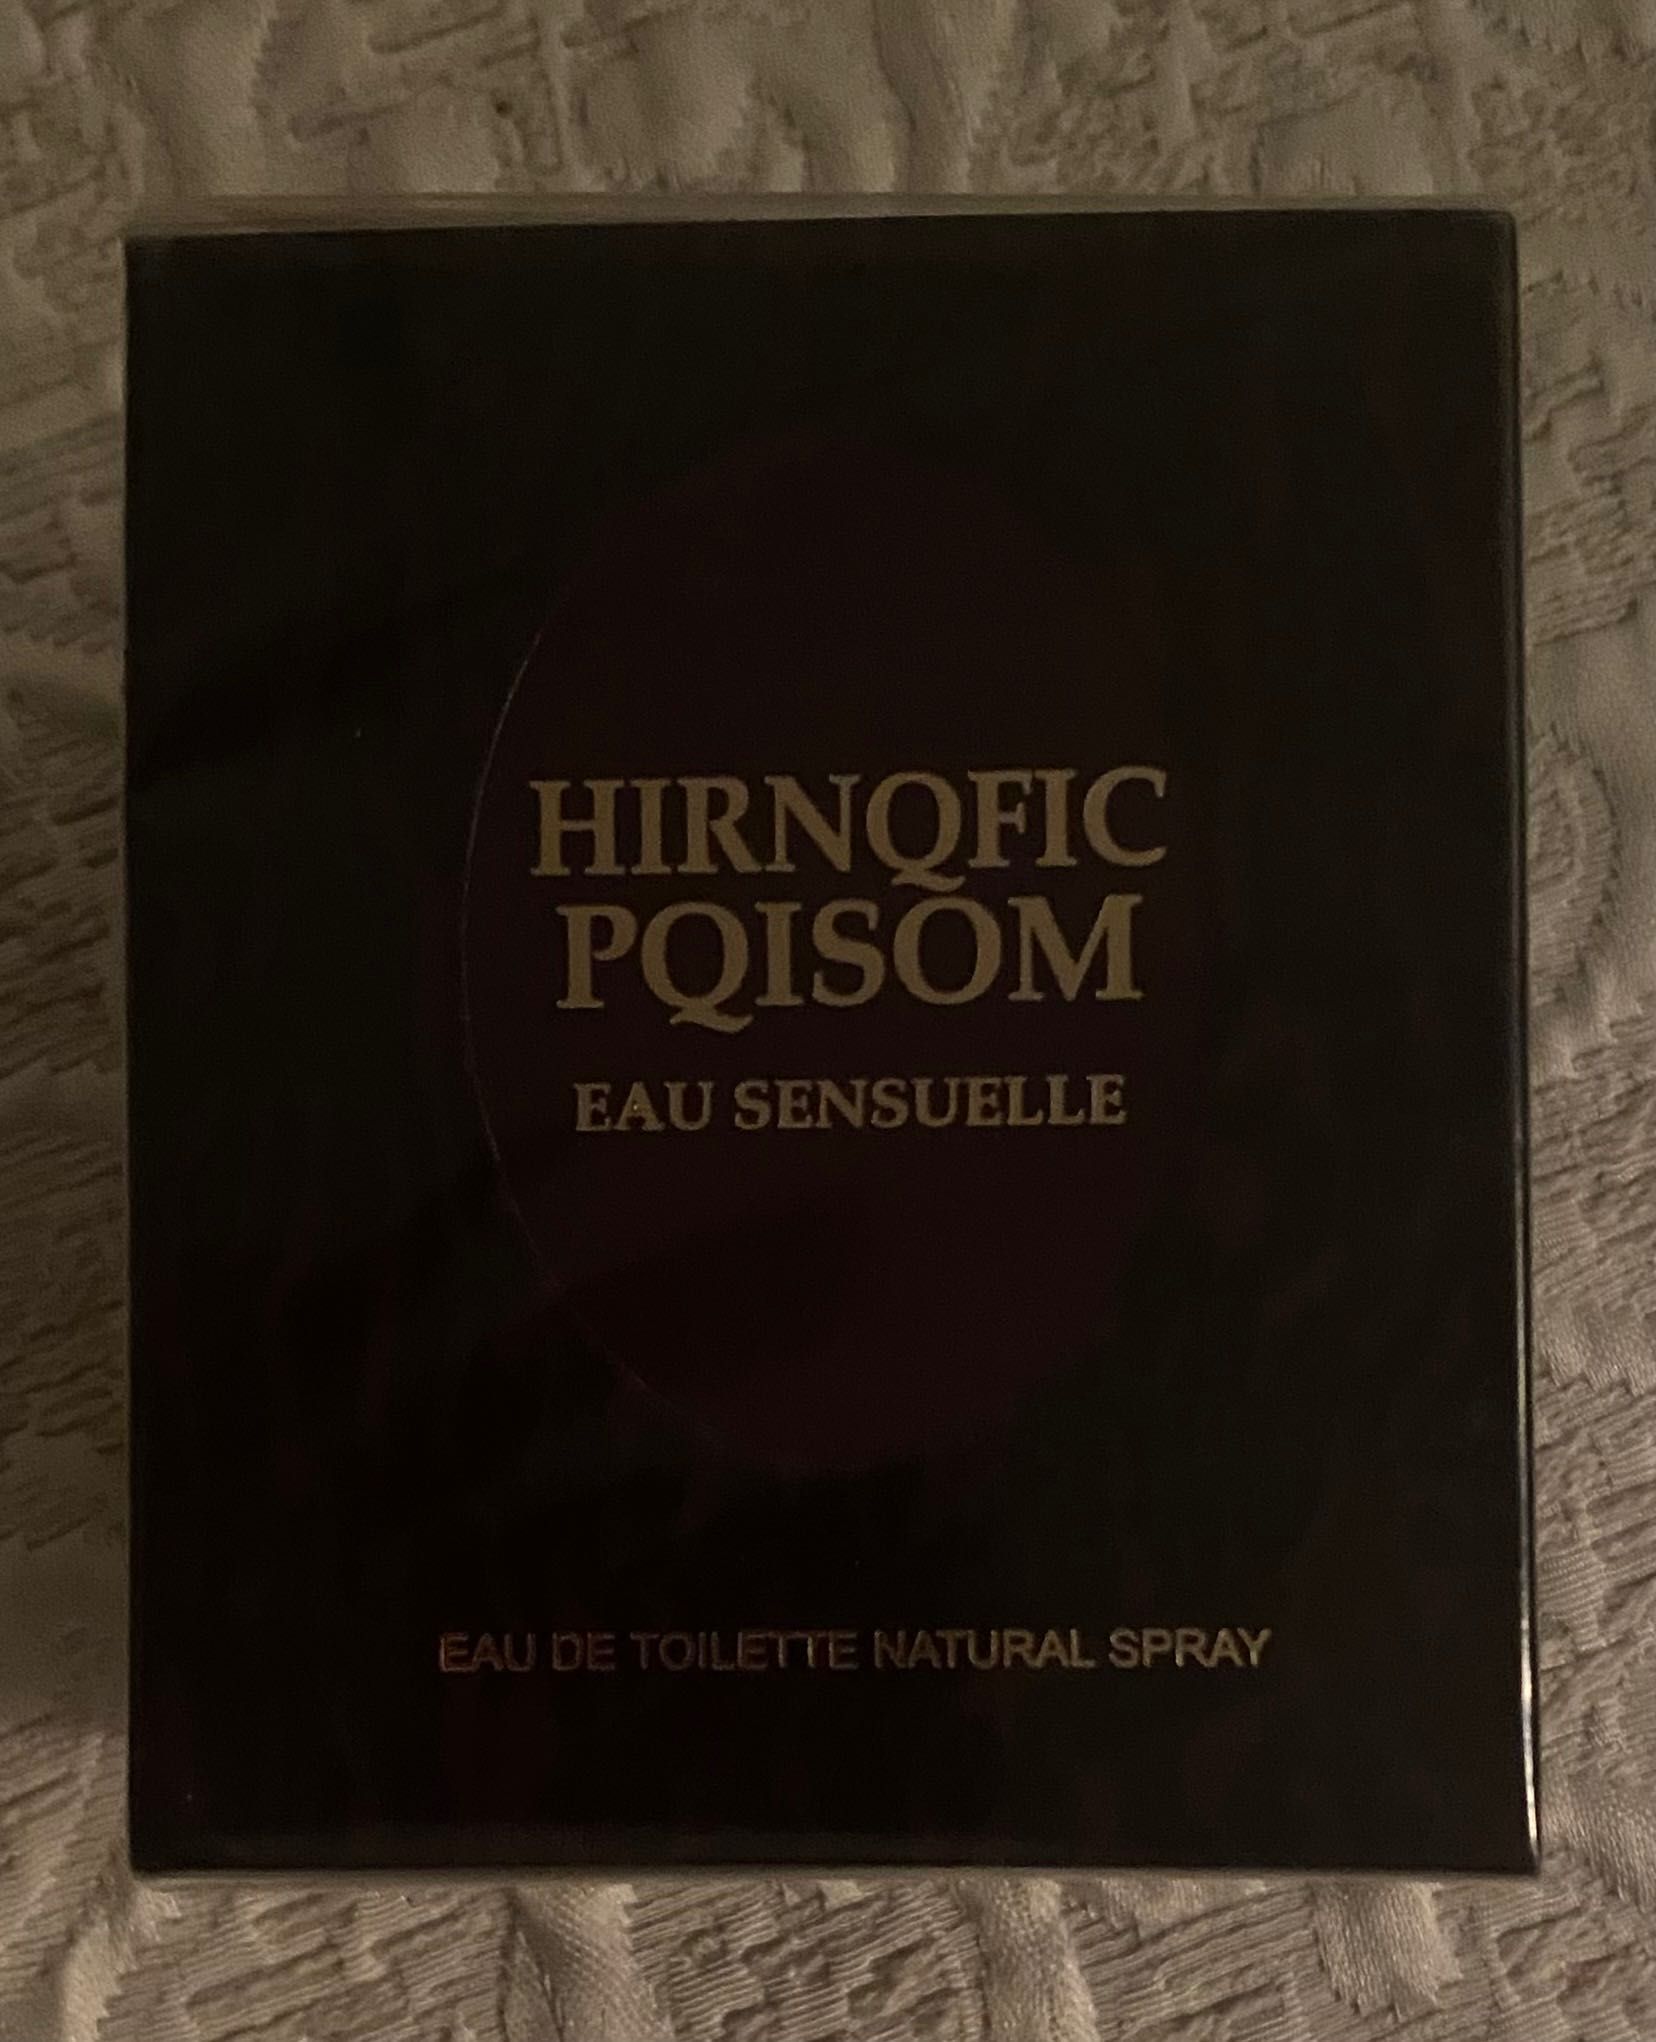 HIRNQFIC
PQISOM
EAU SENSUELLE
EAU DE TOILETTE NATURAL SPRAY